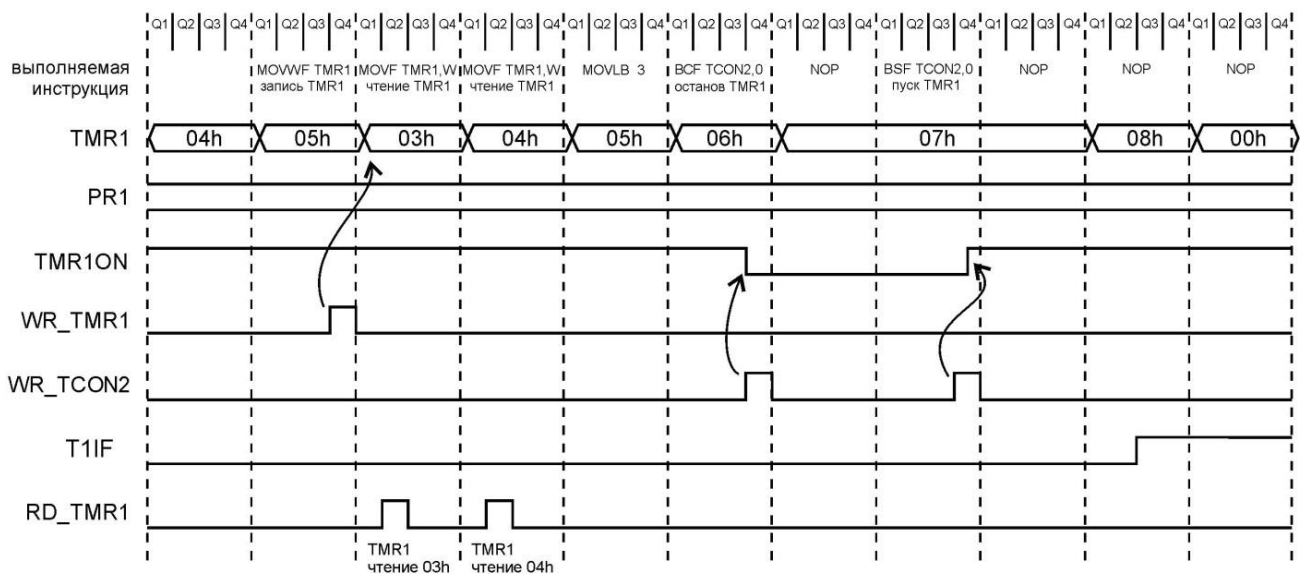 Q1 Q2 Q3 Q4 Q1 Q2 Q3 Q4 Q1 Q2 Q3 Q4 Q1 Q2 Q3 Q4 Q1 Q2 Q3 Q4 Q1 Q2 Q3 Q4 Q1 Q2 Q3 Q4 Q1 Q2 Q3 Q4 Q1 Q2 Q3 Q4 Q1 Q2 Q3 Q4 Q1 Q2 Q3 Q4
выполняемая MOVWF TMR1 MOVF TMR1,W MOVF TMR1,W MOVLB 3 BCF TCON2,0 NOP BSF TCON2,0 NOP NOP NOP
инструкция запись TMR1 чтение TMR1 чтение TMR1 останов TMR1 пуск TMR1
TMR1 04h 05h 03h 04h 05h 06h 07h 08h 00h
PR1
TMR1ON
WR_TMR1
WR_TCON2
T1IF
RD_TMR1
TMR1 TMR1
чтение 03h чтение 04h